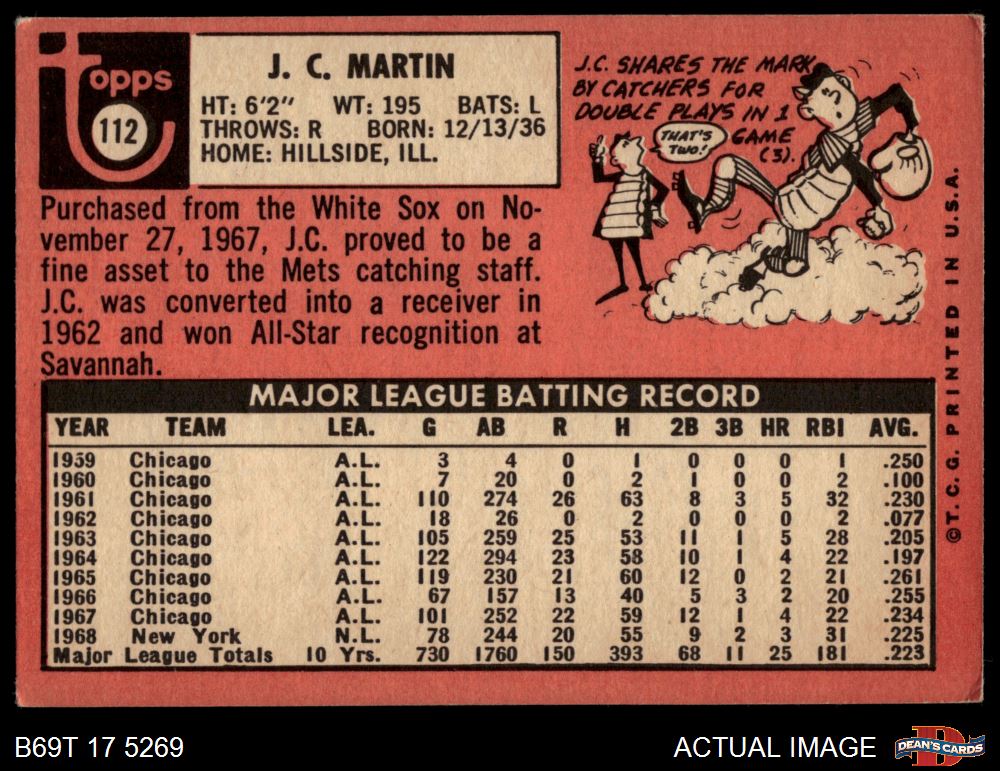 topps
112
J. C. MARTIN
HT: 6'2" WT: 195 BATS: L
THROWS: R BORN: 12/13/36
HOME: HILLSIDE, ILL.
J.C. SHARES THE MARK
BY CATCHERS FOR
DOUBLE PLAYS IN 1
GAME
(3).
THAT'S
TWO!
Purchased from the White Sox on No-
vember 27, 1967, J.C. proved to be a
fine asset to the Mets catching staff.
J.C. was converted into a receiver in
1962 and won All-Star recognition at
Savannah.
MAJOR LEAGUE BATTING RECORD
YEAR TEAM LEA. G AB R H 2B 3B HR RBI AVG.
1959 Chicago A.L. 3 4 0 1 0 0 0 1 .250
1960 Chicago A.L. 7 20 0 2 1 0 0 2 .100
1961 Chicago A.L. 110 274 26 63 8 3 5 32 .230
1962 Chicago A.L. 18 26 0 2 0 0 0 2 .077
1963 Chicago A.L. 105 259 25 53 11 1 5 28 .205
1964 Chicago A.L. 122 294 23 58 10 1 4 22 .197
1965 Chicago A.L. 119 230 21 60 12 0 2 21 .261
1966 Chicago A.L. 67 157 13 40 5 3 2 20 .255
1967 Chicago A.L. 101 252 22 59 12 1 4 22 .234
1968 New York N.L. 78 244 20 55 9 2 3 31 .225
Major League Totals 10 Yrs. 730 1760 150 393 68 11 25 181 .223
©T.C.G. PRINTED IN U.S.A.
B69T 17 5269
ACTUAL IMAGE
D
DEAN'S CARDS